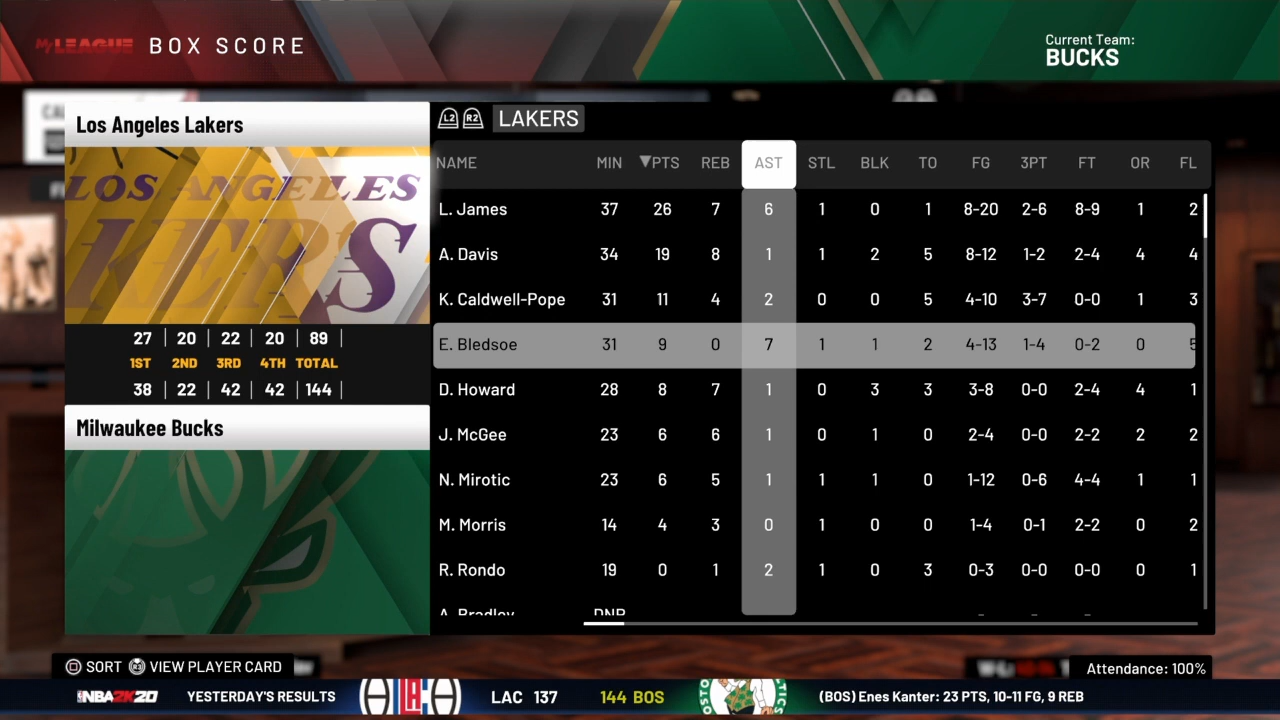 MyLEAGUE BOX SCORE
Current Team:
BUCKS
Los Angeles Lakers
LOS ANGELES
LAKERS
27 | 20 | 22 | 20 | 89 |
1ST 2ND 3RD 4TH TOTAL
38 | 22 | 42 | 42 | 144 |
Milwaukee Bucks
L2 R2 LAKERS
NAME MIN ▼PTS REB AST STL BLK TO FG 3PT FT OR FL
L. James 37 26 7 6 1 0 1 8-20 2-6 8-9 1 2
A. Davis 34 19 8 1 1 2 5 8-12 1-2 2-4 4 4
K. Caldwell-Pope 31 11 4 2 0 0 5 4-10 3-7 0-0 1 3
E. Bledsoe 31 9 0 7 1 1 2 4-13 1-4 0-2 0 5
D. Howard 28 8 7 1 0 3 3 3-8 0-0 2-4 4 1
J. McGee 23 6 6 1 0 1 0 2-4 0-0 2-2 2 2
N. Mirotic 23 6 5 1 1 1 0 1-12 0-6 4-4 1 1
M. Morris 14 4 3 0 1 0 0 1-4 0-1 2-2 0 2
R. Rondo 19 0 1 2 1 0 3 0-3 0-0 0-0 0 1
A. Bradley DNP - - -
SORT R3 VIEW PLAYER CARD
Attendance: 100%
NBA2K20 YESTERDAY'S RESULTS LAC 137 144 BOS (BOS) Enes Kanter: 23 PTS, 10-11 FG, 9 REB